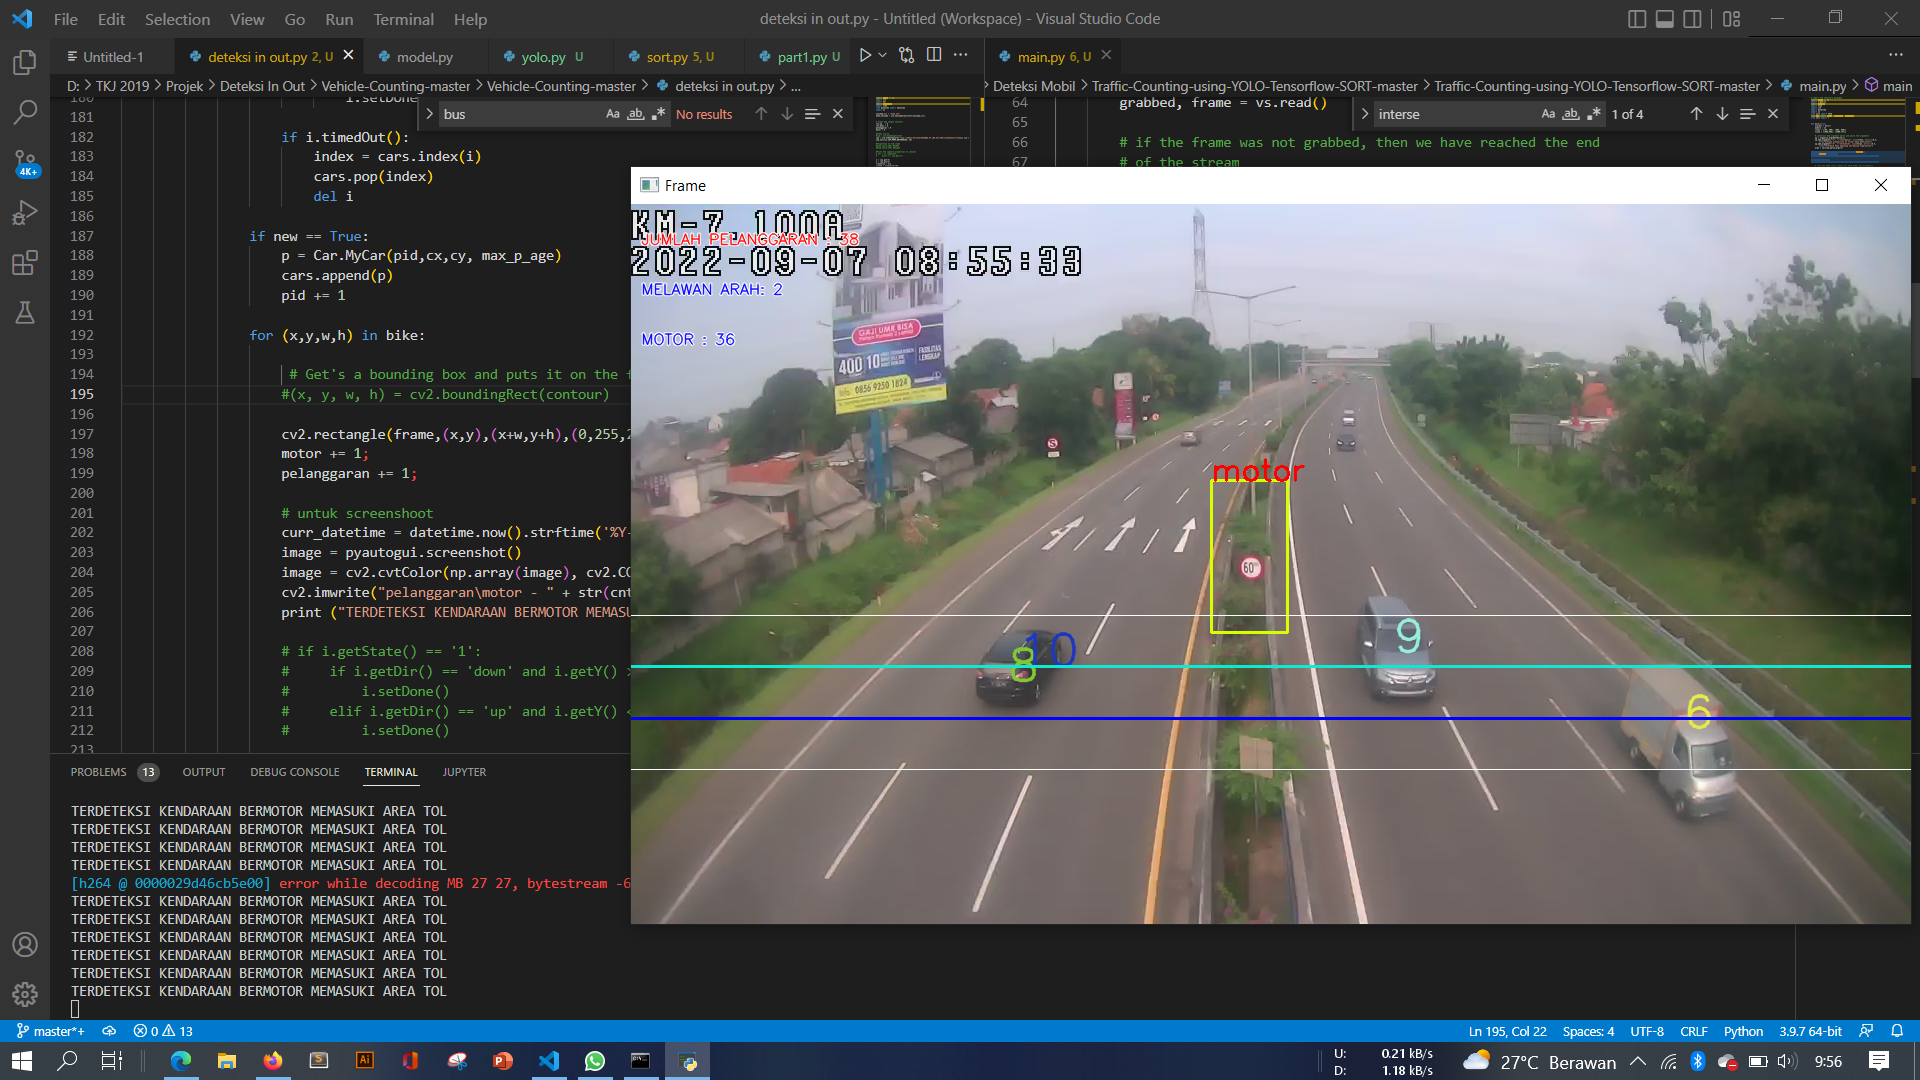 File Edit Selection View Go Run Terminal Help
deteksi in out.py - Untitled (Workspace) - Visual Studio Code
Untitled-1
deteksi in out.py 2, U
model.py
yolo.py U
sort.py 5, U
part1.py U
main.py 6, U
D: > TKJ 2019 > Projek > Deteksi In Out > Vehicle-Counting-master > Vehicle-Counting-master > deteksi in out.py > ...
Deteksi Mobil > Traffic-Counting-using-YOLO-Tensorflow-SORT-master > Traffic-Counting-using-YOLO-Tensorflow-SORT-master > main.py > main
bus
No results
interse
1 of 4
180 i.setDone
181
182 if i.timedOut():
183 index = cars.index(i)
184 cars.pop(index)
185 del i
186
187 if new == True:
188 p = Car.MyCar(pid,cx,cy, max_p_age)
189 cars.append(p)
190 pid += 1
191
192 for (x,y,w,h) in bike:
193
194 # Get's a bounding box and puts it on the f
195 #(x, y, w, h) = cv2.boundingRect(contour)
196
197 cv2.rectangle(frame,(x,y),(x+w,y+h),(0,255,2
198 motor += 1;
199 pelanggaran += 1;
200
201 # untuk screenshoot
202 curr_datetime = datetime.now().strftime('%Y-
203 image = pyautogui.screenshot()
204 image = cv2.cvtColor(np.array(image), cv2.CO
205 cv2.imwrite("pelanggaran\motor - " + str(cnt
206 print ("TERDETEKSI KENDARAAN BERMOTOR MEMASU
207
208 # if i.getState() == '1':
209 # if i.getDir() == 'down' and i.getY() >
210 # i.setDone()
211 # elif i.getDir() == 'up' and i.getY() <
212 # i.setDone()
213
64 grabbed, frame = vs.read()
65
66 # if the frame was not grabbed, then we have reached the end
67 # of the stream
Frame
KM-7.100A
JUMLAH PELANGGARAN : 38
2022-09-07 08:55:33
MELAWAN ARAH: 2
MOTOR : 36
GAJI UMR BISA
400 10
0856 9250 1824
motor
60
10
8
9
6
PROBLEMS 13 OUTPUT DEBUG CONSOLE TERMINAL JUPYTER
TERDETEKSI KENDARAAN BERMOTOR MEMASUKI AREA TOL
TERDETEKSI KENDARAAN BERMOTOR MEMASUKI AREA TOL
TERDETEKSI KENDARAAN BERMOTOR MEMASUKI AREA TOL
TERDETEKSI KENDARAAN BERMOTOR MEMASUKI AREA TOL
[h264 @ 0000029d46cb5e00] error while decoding MB 27 27, bytestream -6
TERDETEKSI KENDARAAN BERMOTOR MEMASUKI AREA TOL
TERDETEKSI KENDARAAN BERMOTOR MEMASUKI AREA TOL
TERDETEKSI KENDARAAN BERMOTOR MEMASUKI AREA TOL
TERDETEKSI KENDARAAN BERMOTOR MEMASUKI AREA TOL
TERDETEKSI KENDARAAN BERMOTOR MEMASUKI AREA TOL
TERDETEKSI KENDARAAN BERMOTOR MEMASUKI AREA TOL
4K+
master*+ 0 13
Ln 195, Col 22 Spaces: 4 UTF-8 CRLF Python 3.9.7 64-bit
U: 0.21 kB/s
D: 1.18 kB/s
27°C Berawan
9:56